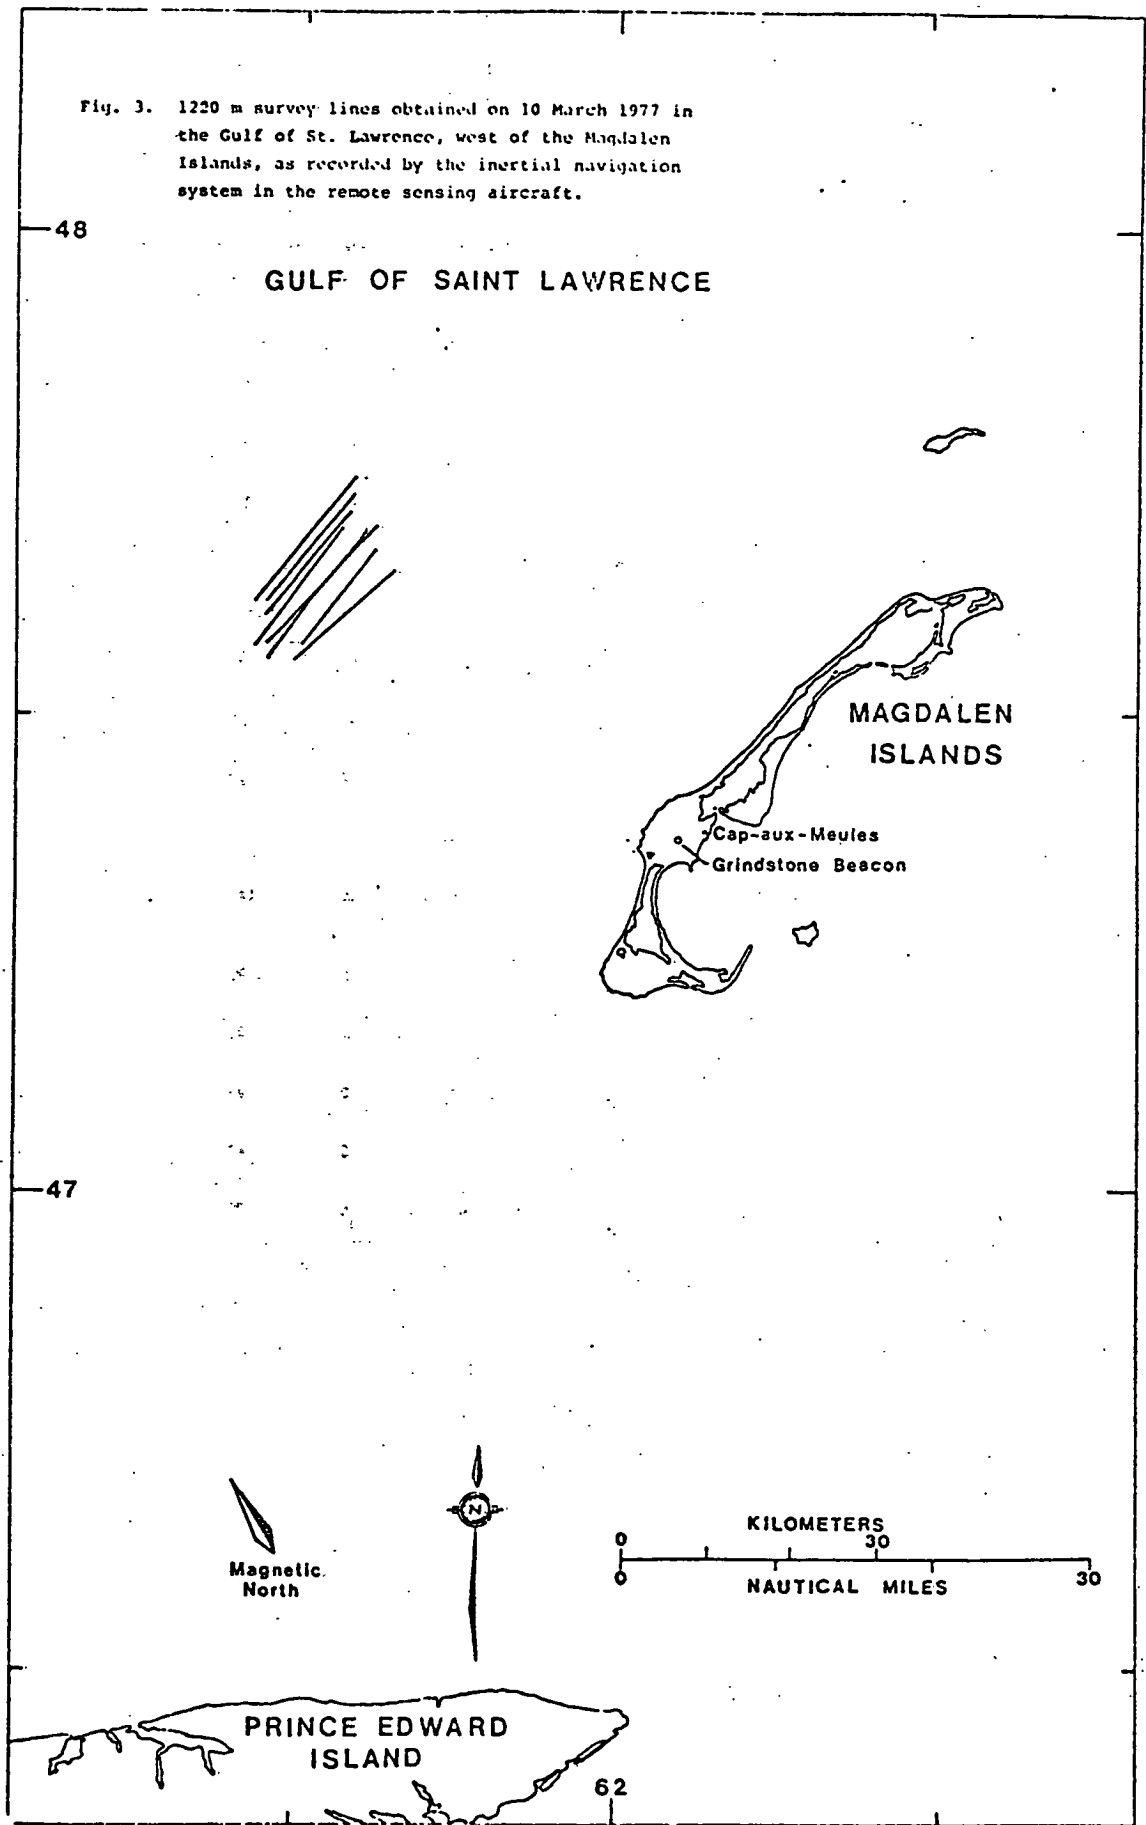 Fig. 3. 1220 m survey lines obtained on 10 March 1977 in
the Gulf of St. Lawrence, west of the Magdalen
Islands, as recorded by the inertial navigation
system in the remote sensing aircraft.
48
GULF OF SAINT LAWRENCE
MAGDALEN
ISLANDS
Cap-aux-Meules
Grindstone Beacon
47
N
Magnetic
North
KILOMETERS
0 30
0 30
NAUTICAL MILES
PRINCE EDWARD
ISLAND
62